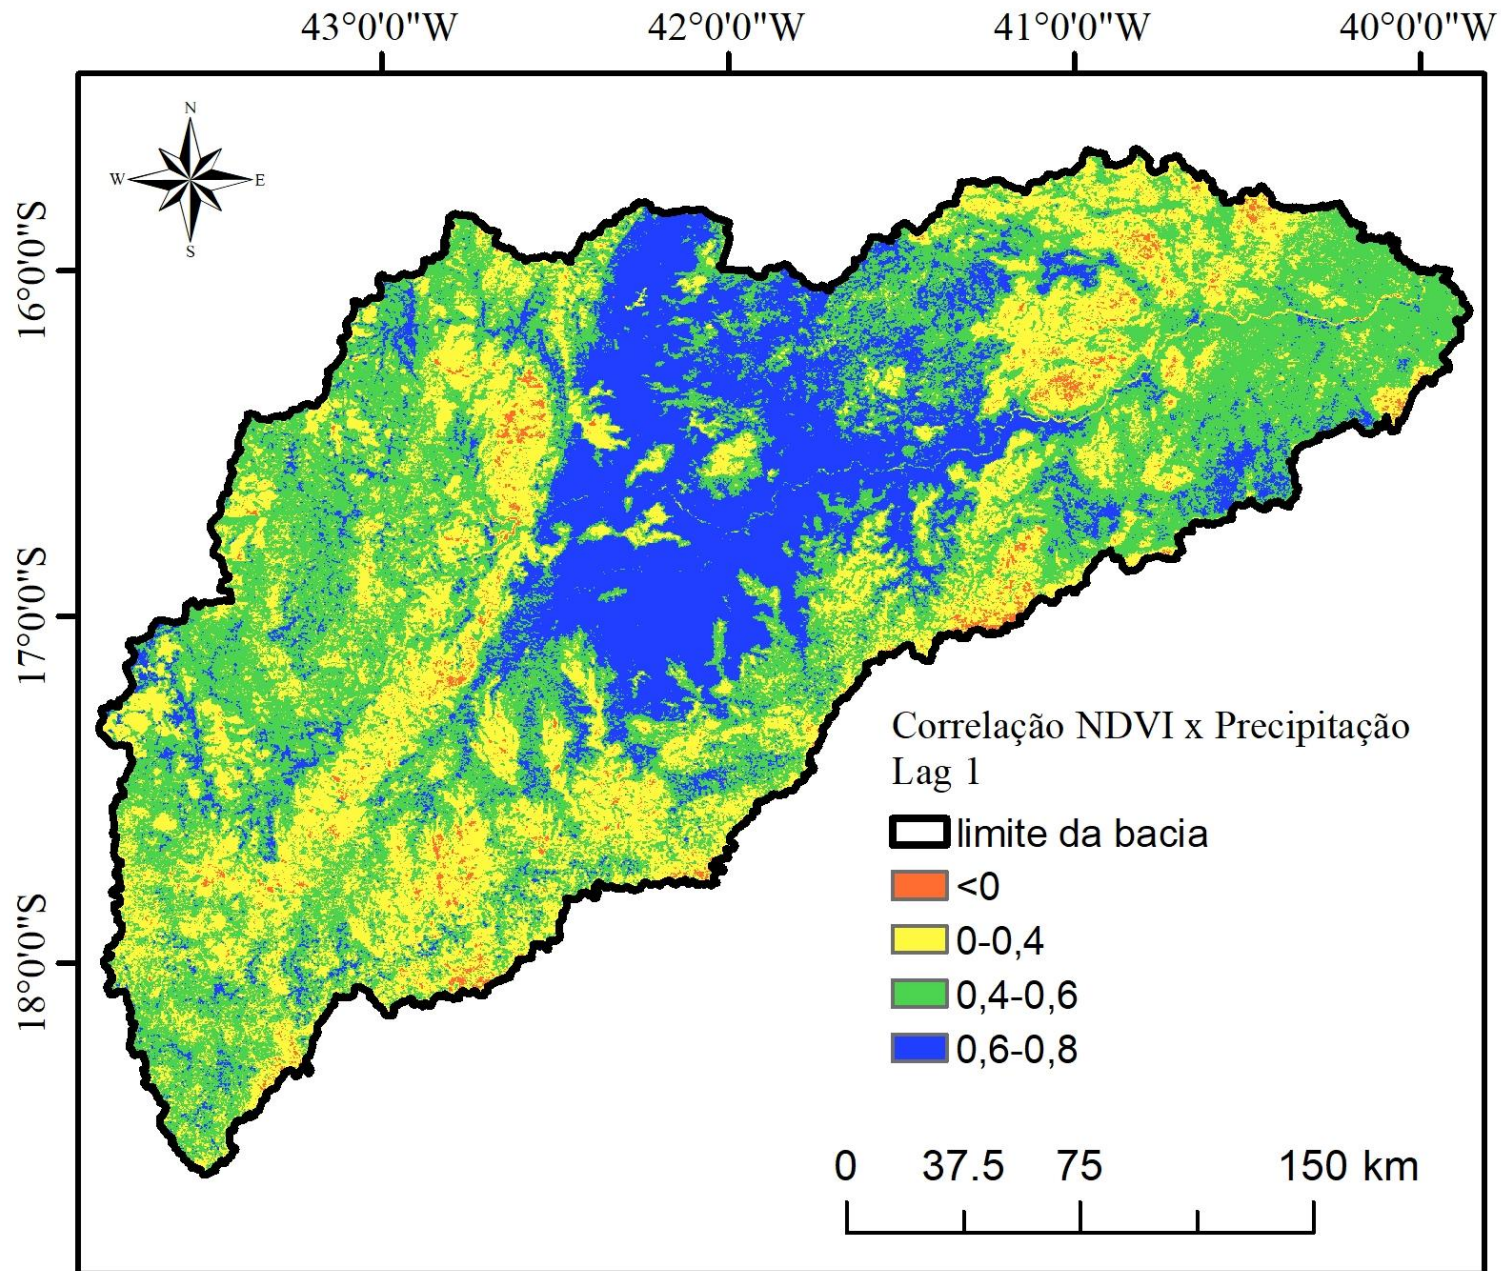 43°0'0"W 42°0'0"W 41°0'0"W 40°0'0"W
N
W E
S
16°0'0"S
17°0'0"S
18°0'0"S
Correlação NDVI x Precipitação
Lag 1
limite da bacia
<0
0-0,4
0,4-0,6
0,6-0,8
0 37.5 75 150 km